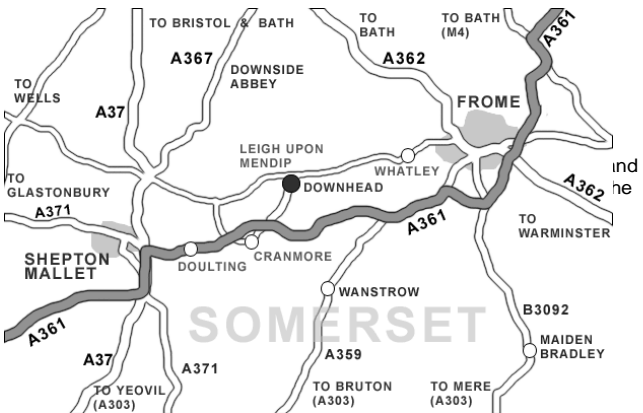 TO BRISTOL & BATH
TO
BATH
TO BATH
(M4)
A361
A367
A362
DOWNSIDE
ABBEY
TO
WELLS
A37
FROME
LEIGH UPON
MENDIP
WHATLEY
nd
he
TO
GLASTONBURY
DOWNHEAD
A362
A371
A361
TO
WARMINSTER
SHEPTON
MALLET
DOULTING
CRANMORE
WANSTROW
SOMERSET
B3092
A361
A37
A371
A359
MAIDEN
BRADLEY
TO YEOVIL
(A303)
TO BRUTON
(A303)
TO MERE
(A303)